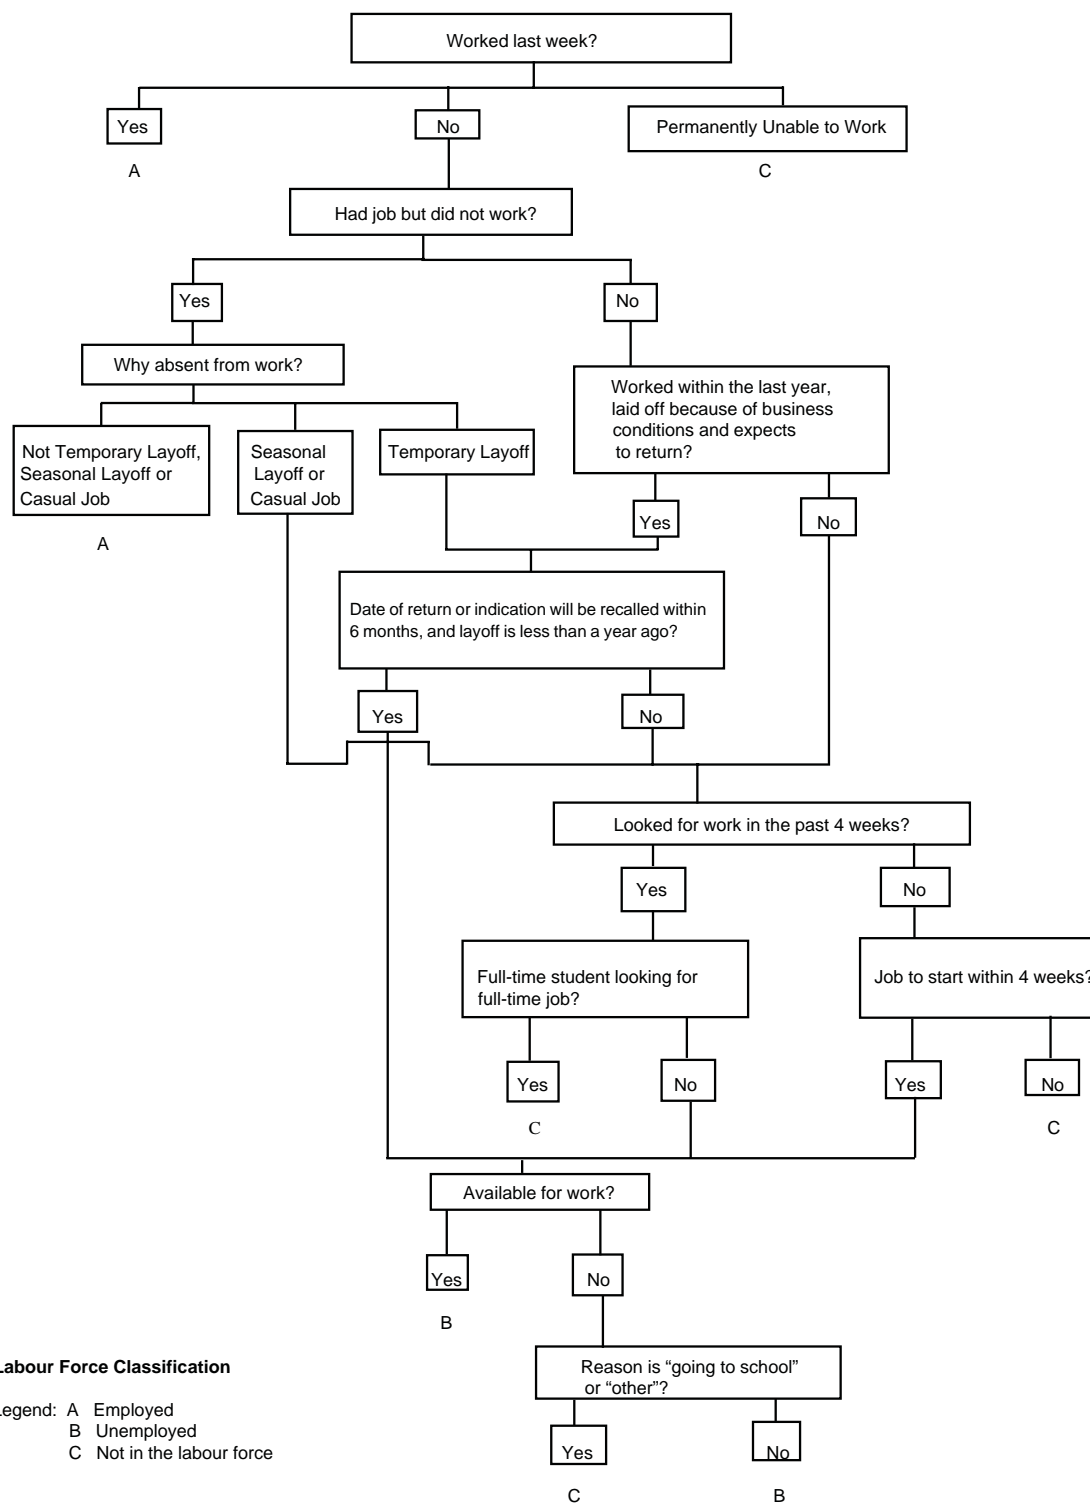 Worked last week?
Yes
No
Permanently Unable to Work
A
C
Had job but did not work?
Yes
No
Why absent from work?
Worked within the last year,
laid off because of business
conditions and expects
to return?
Not Temporary Layoff,
Seasonal Layoff or
Casual Job
Seasonal
Layoff or
Casual Job
Temporary Layoff
Yes
No
A
Date of return or indication will be recalled within
6 months, and layoff is less than a year ago?
Yes
No
Looked for work in the past 4 weeks?
Yes
No
Full-time student looking for
full-time job?
Job to start within 4 weeks?
Yes
No
Yes
No
C
C
Available for work?
Yes
No
B
Reason is “going to school”
or “other”?
Yes
No
C
B
Labour Force Classification
Legend: A Employed
B Unemployed
C Not in the labour force